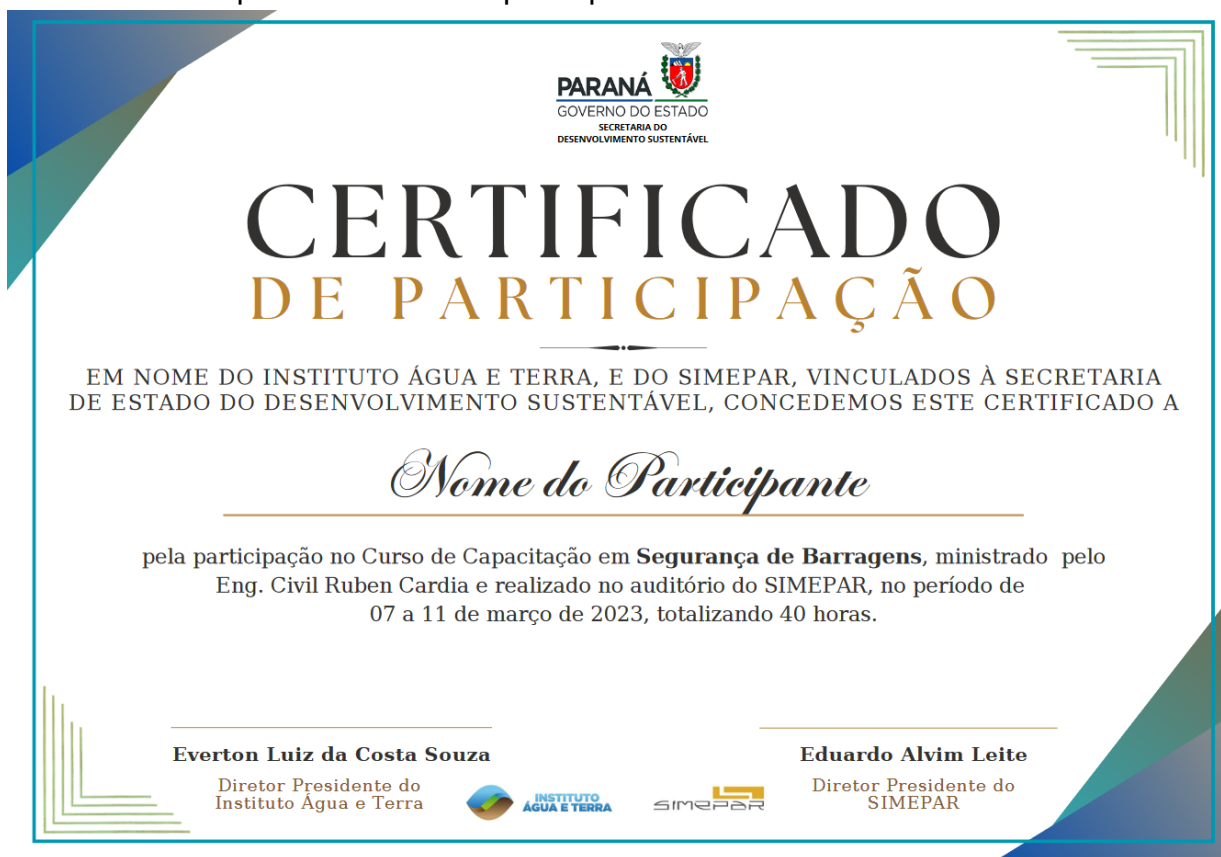 PARANÁ
GOVERNO DO ESTADO
SECRETARIA DO
DESENVOLVIMENTO SUSTENTÁVEL
CERTIFICADO
DE PARTICIPAÇÃO
EM NOME DO INSTITUTO ÁGUA E TERRA, E DO SIMEPAR, VINCULADOS À SECRETARIA
DE ESTADO DO DESENVOLVIMENTO SUSTENTÁVEL, CONCEDEMOS ESTE CERTIFICADO A
Nome do Participante
pela participação no Curso de Capacitação em Segurança de Barragens, ministrado pelo
Eng. Civil Ruben Cardia e realizado no auditório do SIMEPAR, no período de
07 a 11 de março de 2023, totalizando 40 horas.
Everton Luiz da Costa Souza
Diretor Presidente do
Instituto Água e Terra
INSTITUTO
ÁGUA E TERRA
SIMEPAR
Eduardo Alvim Leite
Diretor Presidente do
SIMEPAR